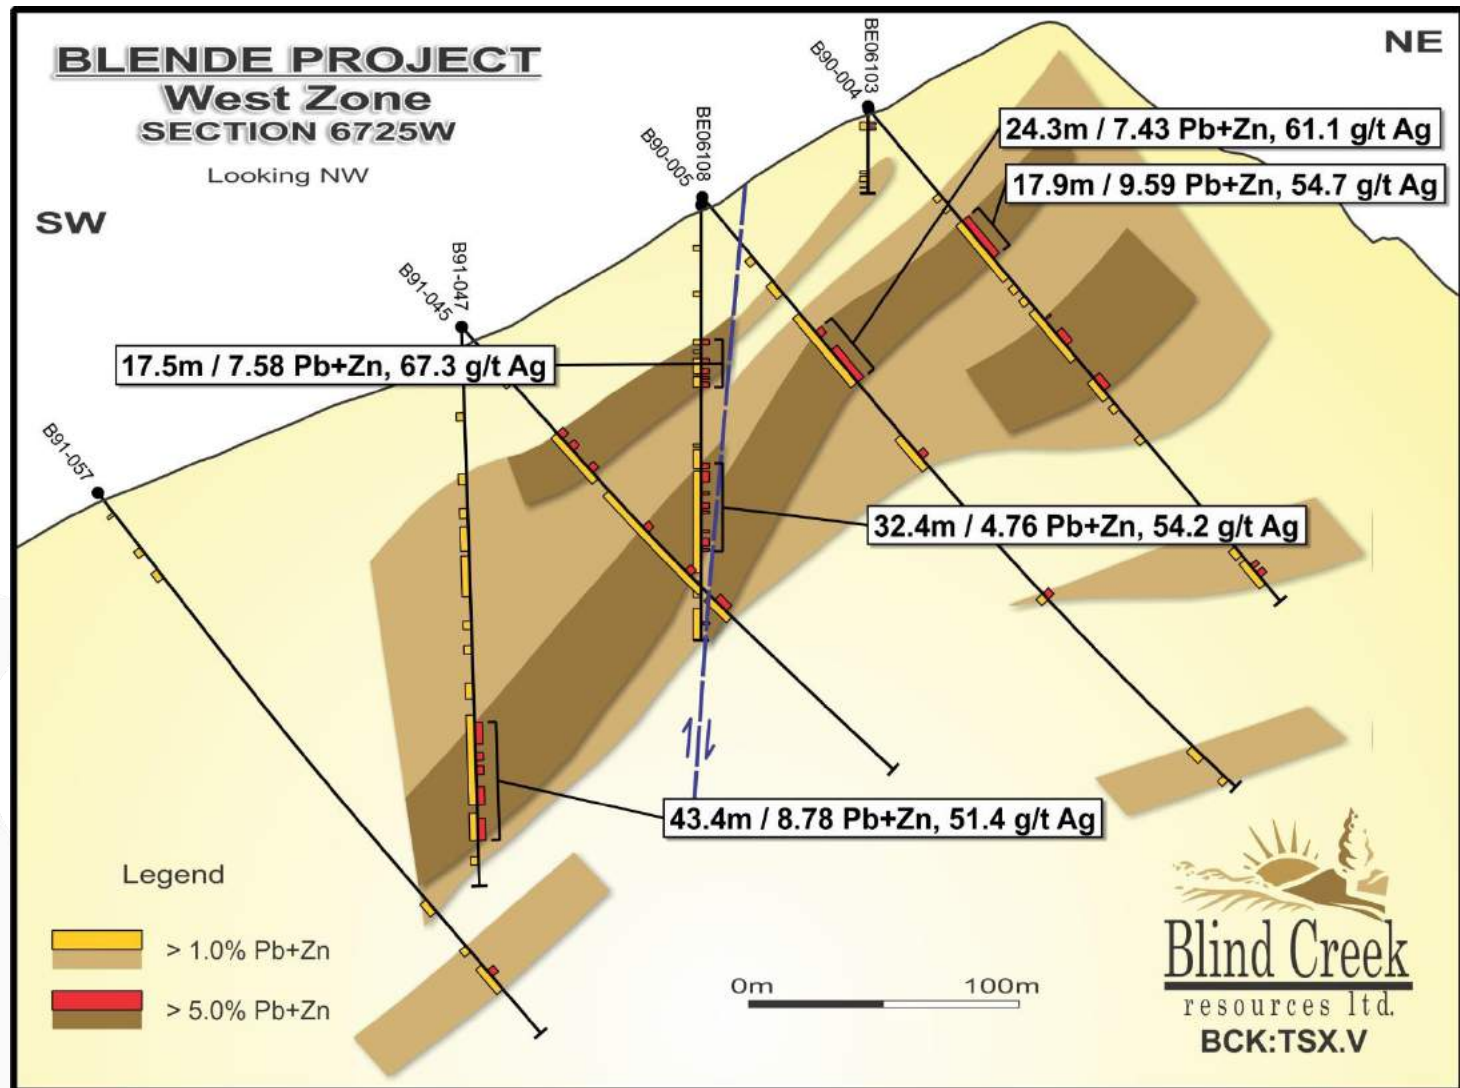 BLENDE PROJECT
West Zone
SECTION 6725W
Looking NW
SW
NE
B90-004
BE06103
B90-005
BE06108
B91-045
B91-047
B91-057
24.3m / 7.43 Pb+Zn, 61.1 g/t Ag
17.9m / 9.59 Pb+Zn, 54.7 g/t Ag
17.5m / 7.58 Pb+Zn, 67.3 g/t Ag
32.4m / 4.76 Pb+Zn, 54.2 g/t Ag
43.4m / 8.78 Pb+Zn, 51.4 g/t Ag
Legend
> 1.0% Pb+Zn
> 5.0% Pb+Zn
0m 100m
Blind Creek
resources ltd.
BCK:TSX.V